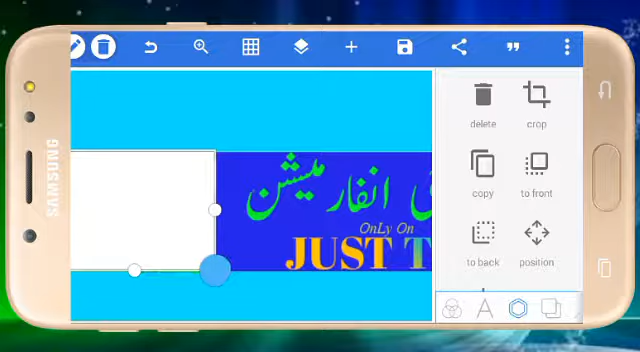 SAMSUNG
delete
crop
copy
to front
to back
position
انفارمیشن
OnLy On
JUST T